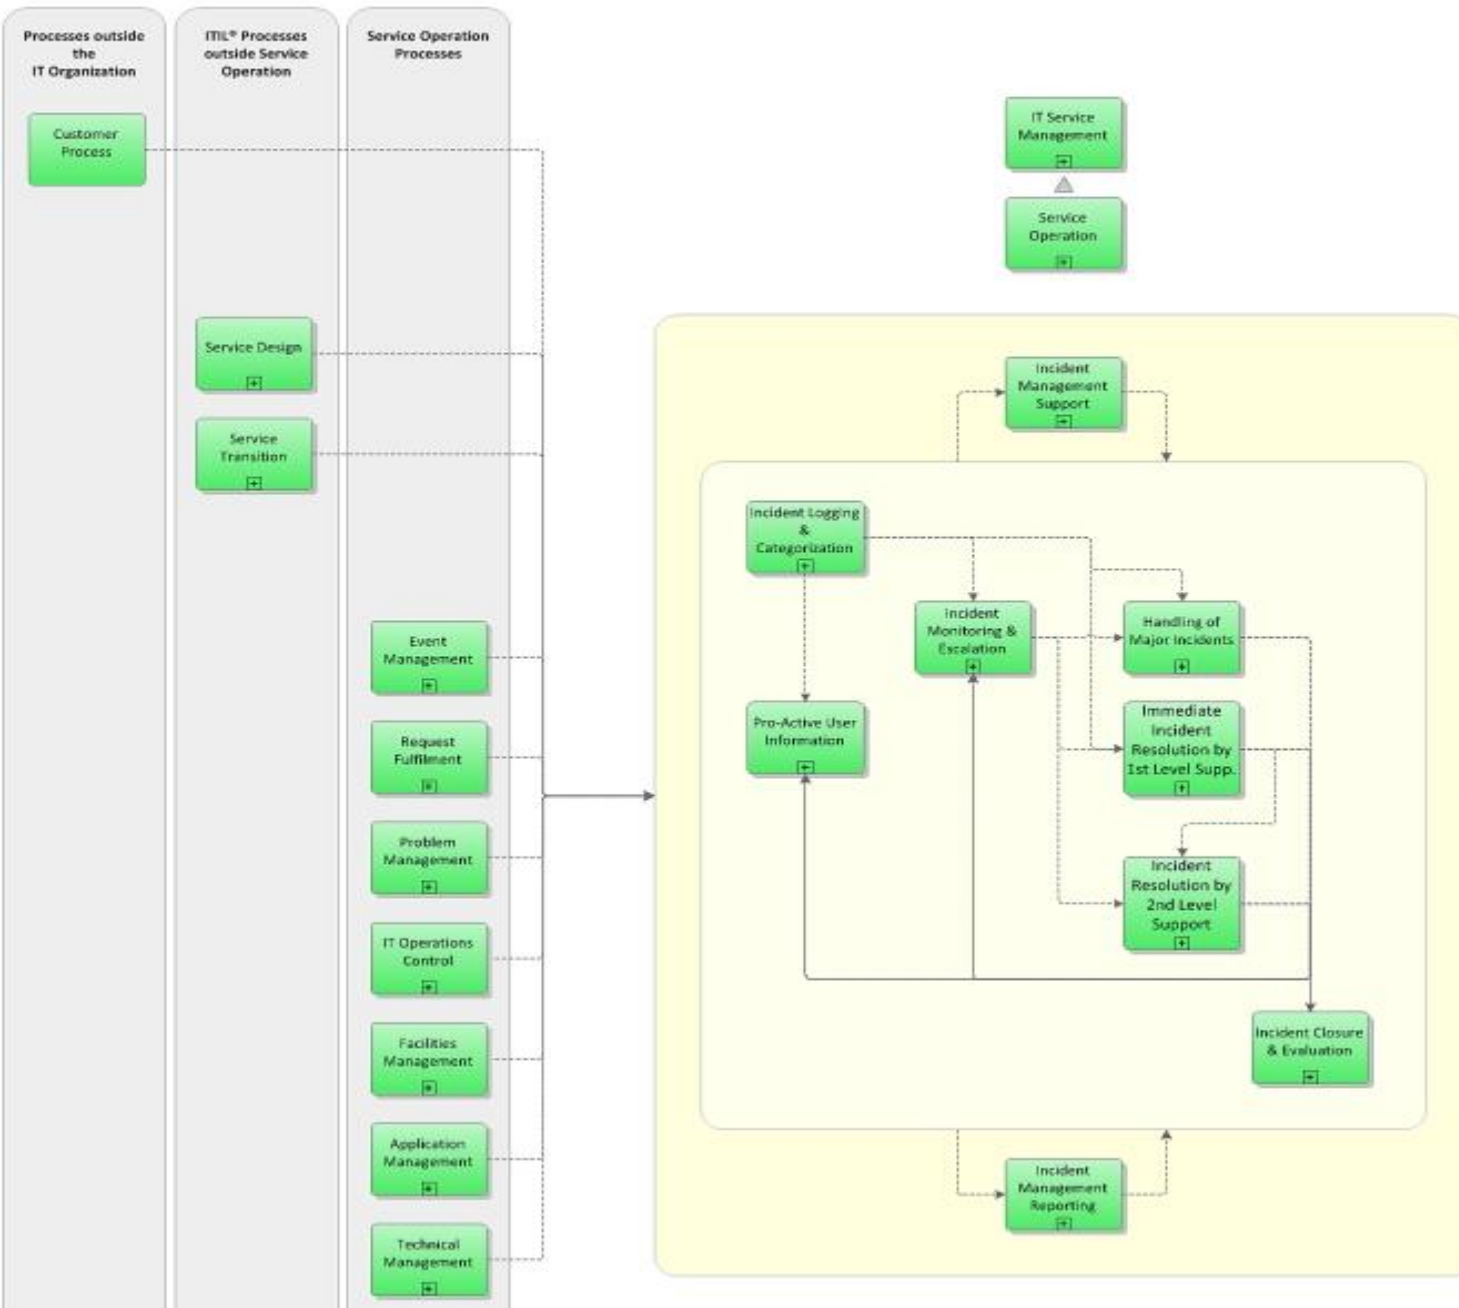 Processes outside
the
IT Organization
ITIL® Processes
outside Service
Operation
Service Operation
Processes
Customer
Process
IT Service
Management
Service
Operation
Service Design
Service
Transition
Event
Management
Request
Fulfilment
Problem
Management
IT Operations
Control
Facilities
Management
Application
Management
Technical
Management
Incident
Management
Support
Incident Logging
&
Categorization
Incident
Monitoring &
Escalation
Handling of
Major Incidents
Pro-Active User
Information
Immediate
Incident
Resolution by
1st Level Supp.
Incident
Resolution by
2nd Level
Support
Incident Closure
& Evaluation
Incident
Management
Reporting